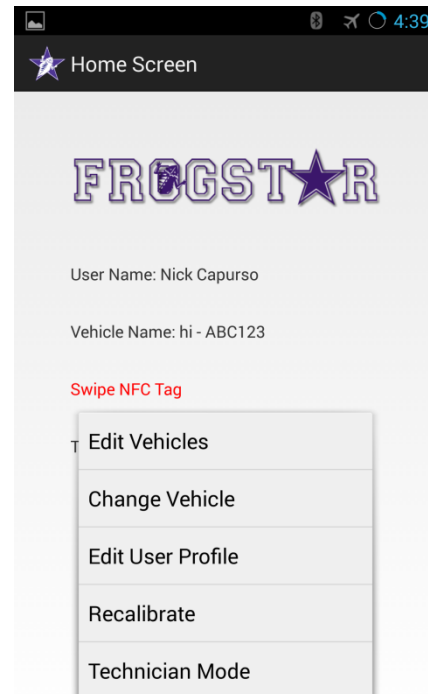 4:39
Home Screen
FROGSTAR
User Name: Nick Capurso
Vehicle Name: hi - ABC123
Swipe NFC Tag
T
Edit Vehicles
Change Vehicle
Edit User Profile
Recalibrate
Technician Mode